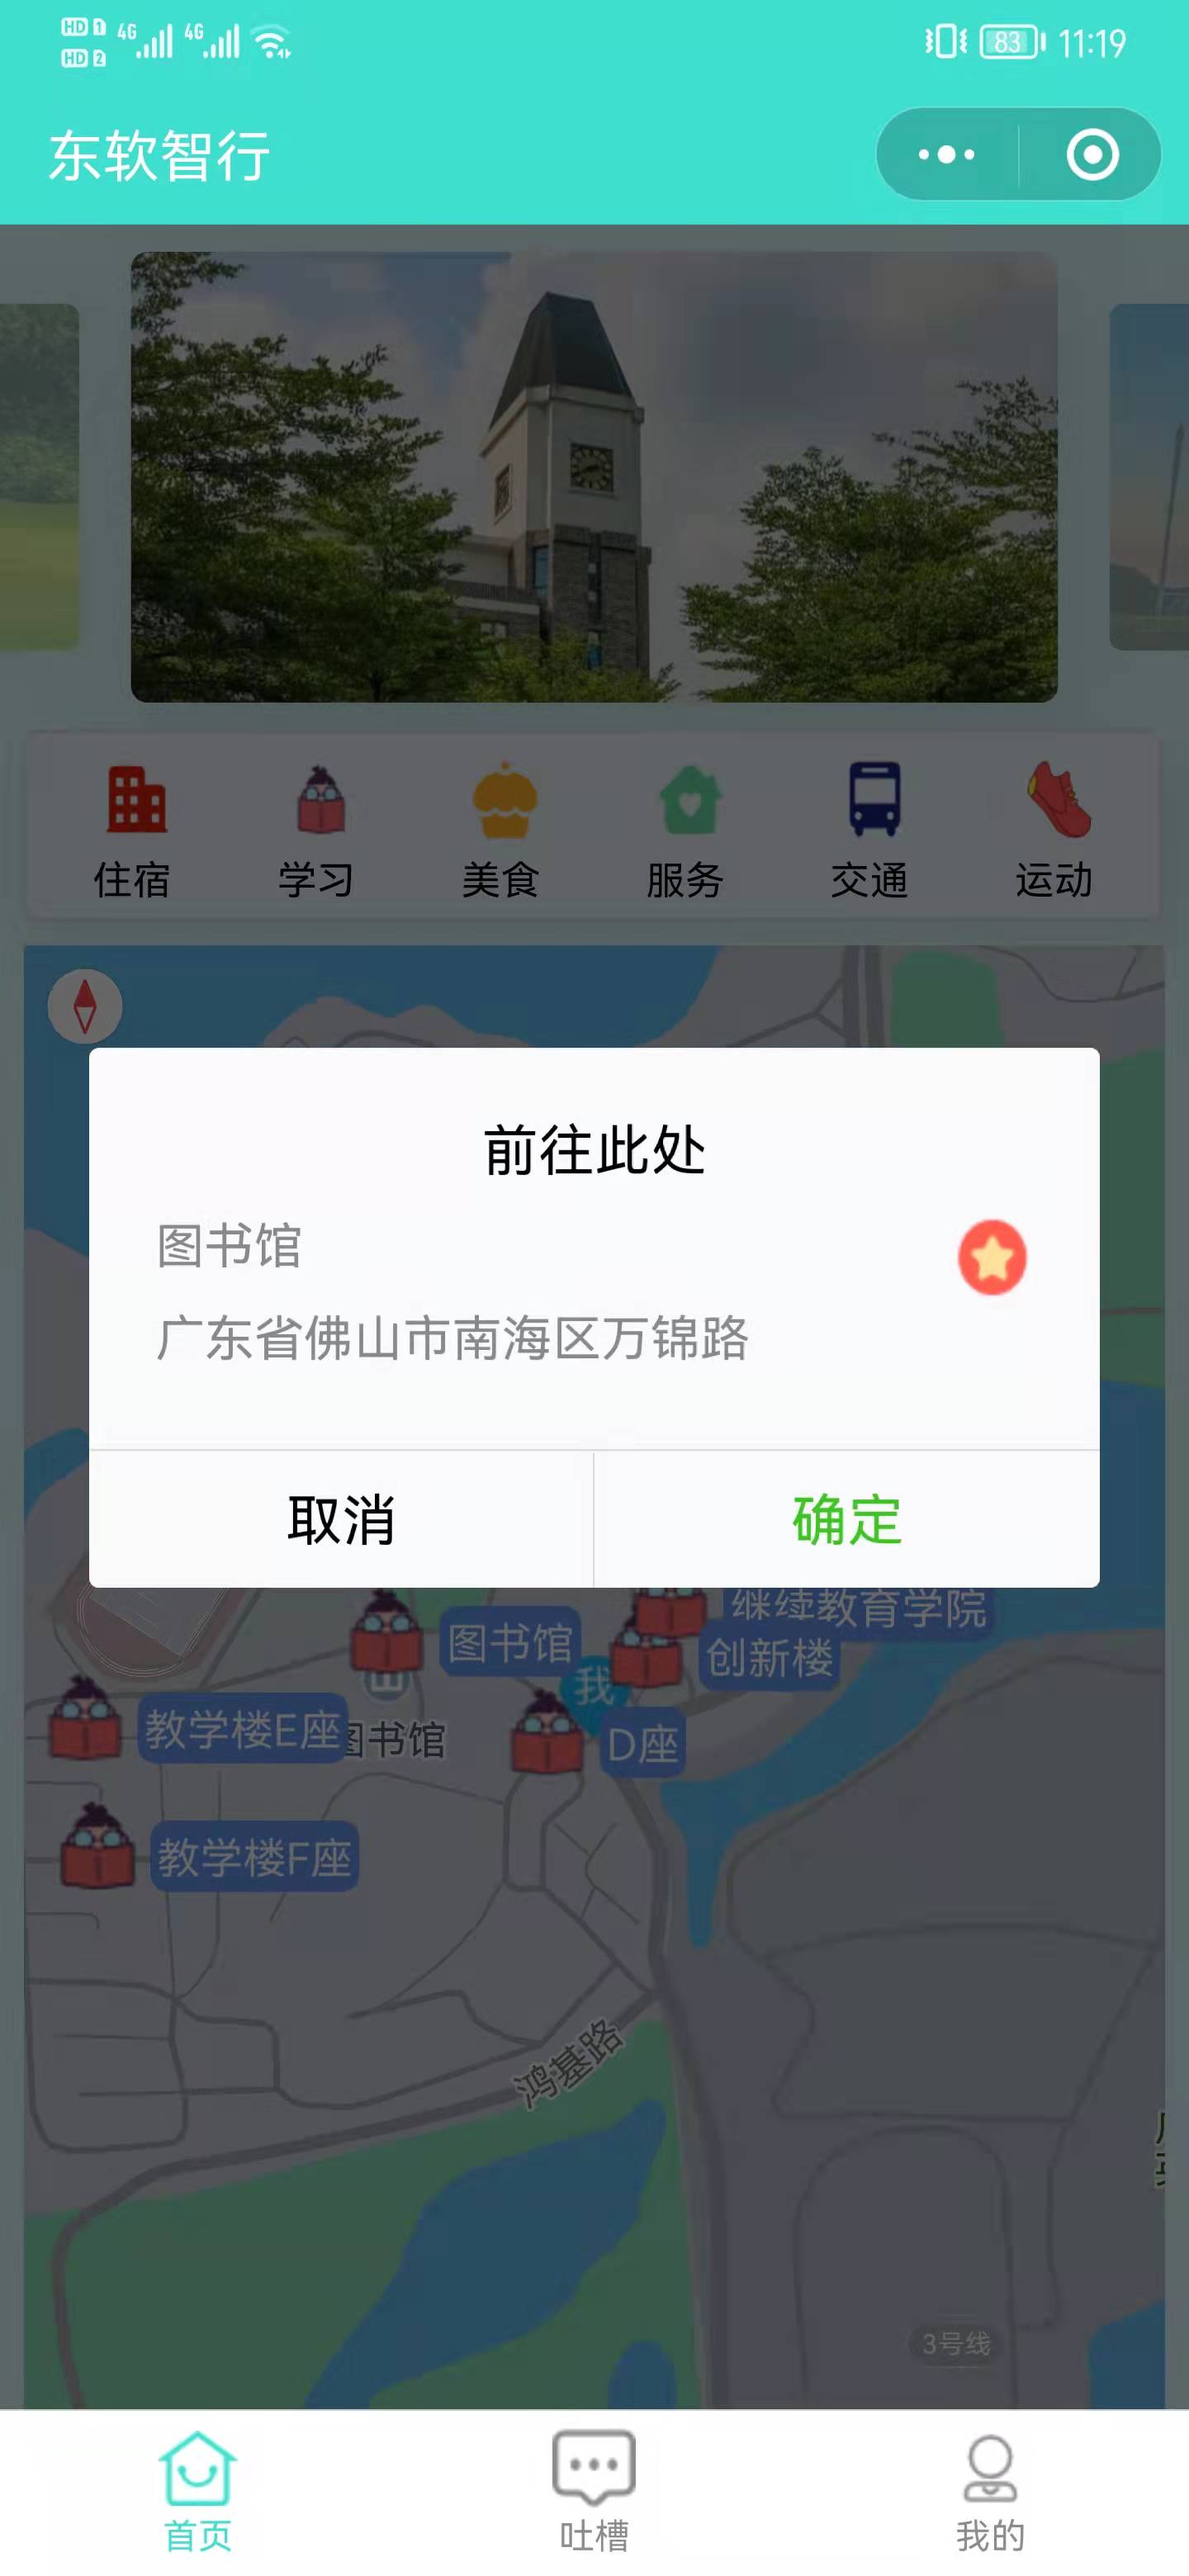 HD 1 4G 4G
HD 2
83 11:19
东软智行
住宿 学习 美食 服务 交通 运动
前往此处
图书馆
广东省佛山市南海区万锦路
取消 确定
继续教育学院
图书馆
创新楼
我
教学楼E座
图书馆
D座
教学楼F座
鸿基路
3号线
首页 吐槽 我的